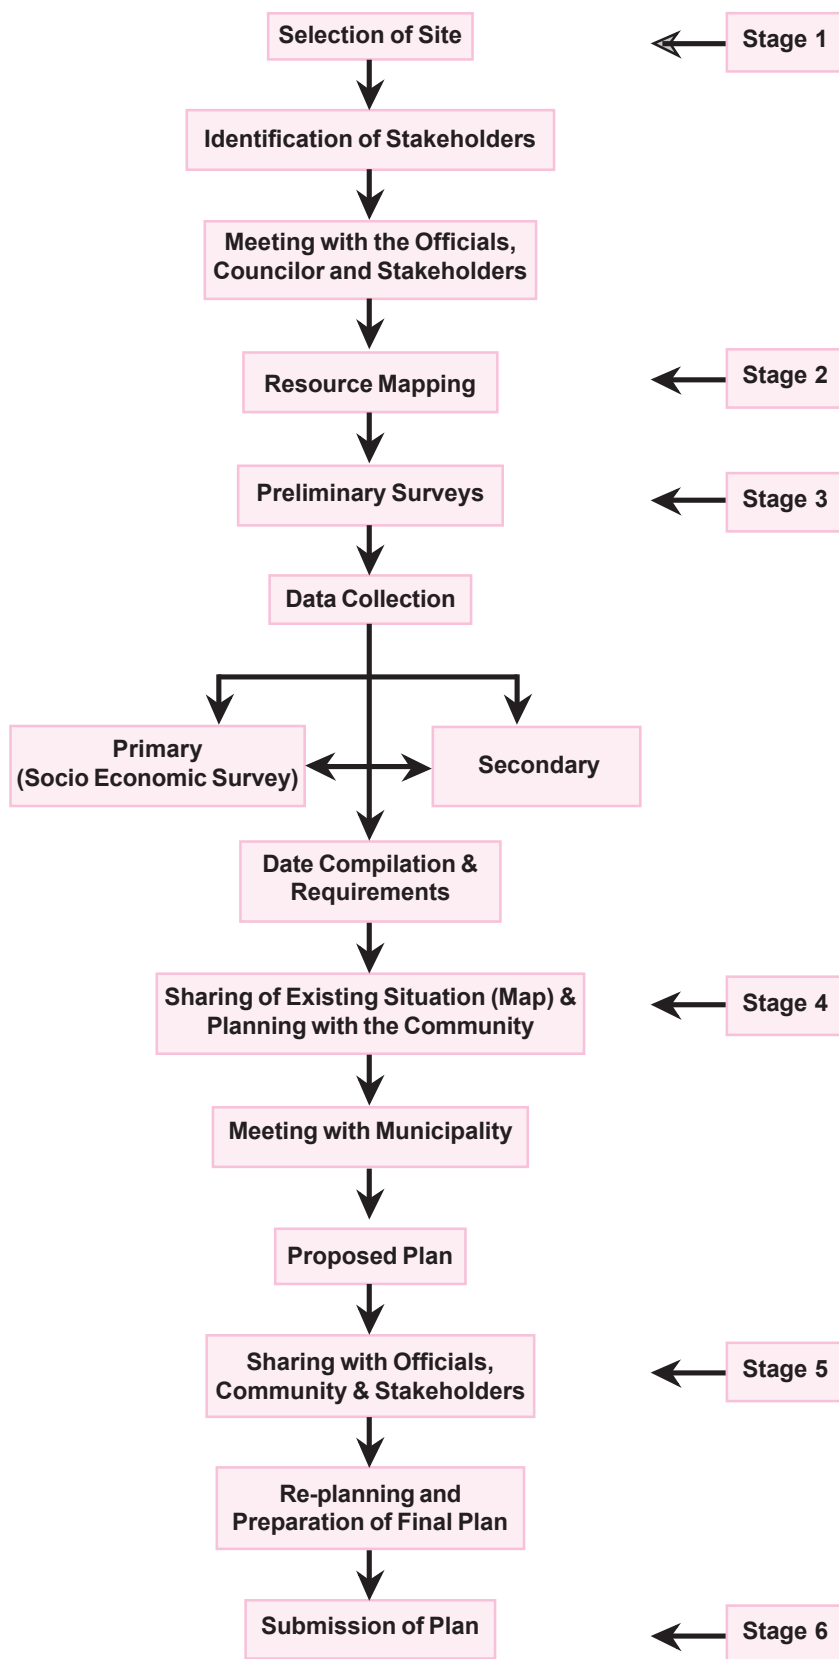 Selection of Site
Stage 1
Identification of Stakeholders
Meeting with the Officials,
Councilor and Stakeholders
Resource Mapping
Stage 2
Preliminary Surveys
Stage 3
Data Collection
Primary
(Socio Economic Survey)
Secondary
Date Compilation &
Requirements
Sharing of Existing Situation (Map) &
Planning with the Community
Stage 4
Meeting with Municipality
Proposed Plan
Sharing with Officials,
Community & Stakeholders
Stage 5
Re-planning and
Preparation of Final Plan
Submission of Plan
Stage 6